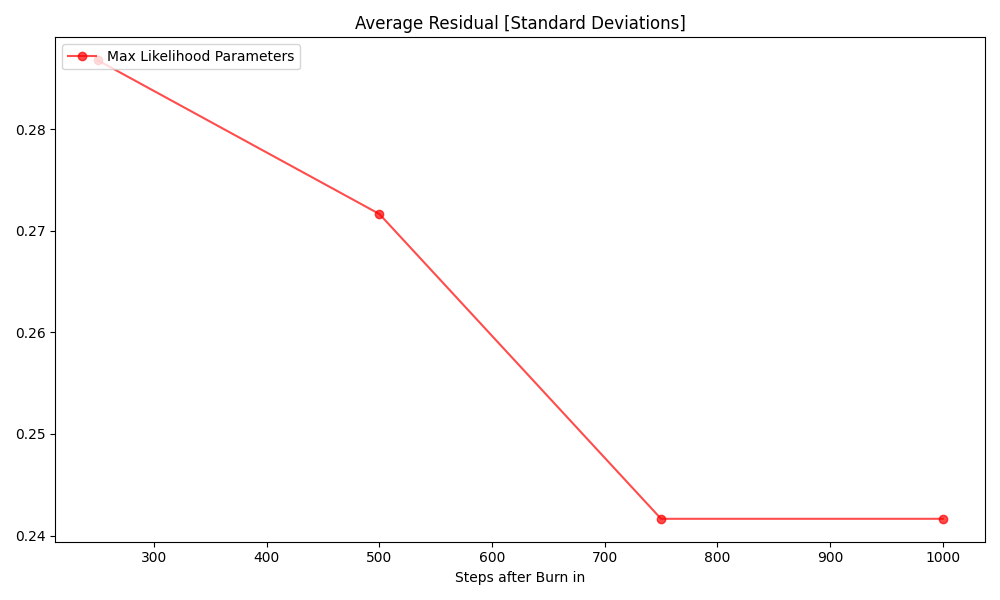 Average Residual [Standard Deviations]
Max Likelihood Parameters
0.28
0.27
0.26
0.25
0.24
300 400 500 600 700 800 900 1000
Steps after Burn in